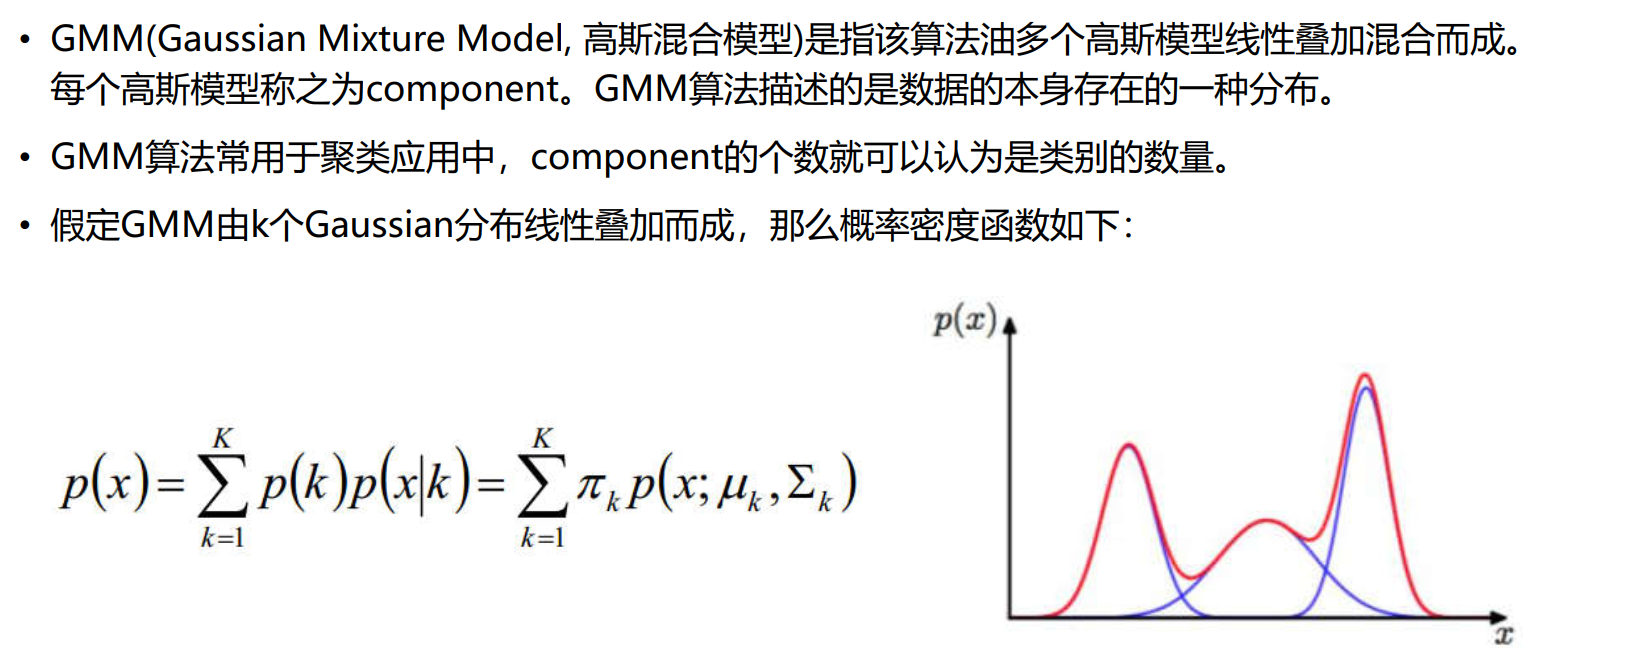 • GMM(Gaussian Mixture Model, 高斯混合模型)是指该算法油多个高斯模型线性叠加混合而成。
每个高斯模型称之为component。GMM算法描述的是数据的本身存在的一种分布。
• GMM算法常用于聚类应用中，component的个数就可以认为是类别的数量。
• 假定GMM由k个Gaussian分布线性叠加而成，那么概率密度函数如下：
p(x)
p(x)=∑_{k=1}^{K} p(k)p(x|k)=∑_{k=1}^{K} π_k p(x; μ_k, Σ_k)
x